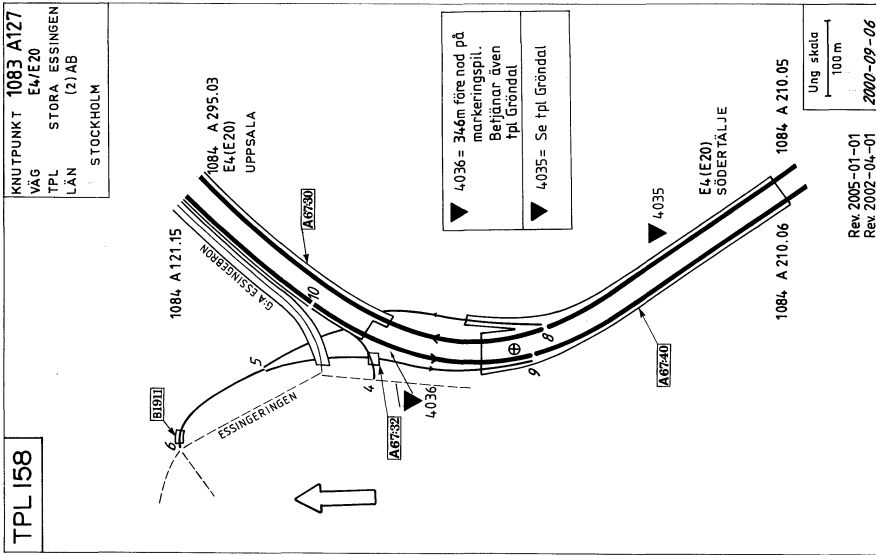 TPL 158
KNUTPUNKT 1083 A127
VÄG E4/E20
TPL STORA ESSINGEN
LÄN (2) AB
STOCKHOLM
1084 A 295.03
E4(E20)
UPPSALA
1084 A 121.15
G:A ESSINGEBRON
A6730
10
5
B1911
6
ESSINGERINGEN
4
A67:32
4036
4036 = 346m före nod på
markeringspil.
Betjänar även
tpl Gröndal
4035 = Se tpl Gröndal
4035
8
9
A67:40
E4(E20)
SÖDERTÄLJE
1084 A 210.05
1084 A 210.06
Ung skala
100 m
Rev. 2005-01-01
Rev. 2002-04-01
2000-09-06